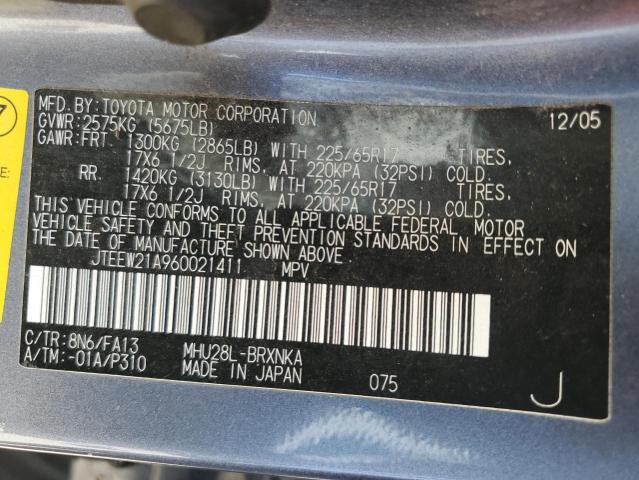 MFD.BY:TOYOTA MOTOR CORPORATION 12/05
GVWR:2575KG (5675LB)
GAWR:FRT. 1300KG (2865LB) WITH 225/65R17 TIRES,
17X6 1/2J RIMS, AT 220KPA (32PSI) COLD.
RR. 1420KG (3130LB) WITH 225/65R17 TIRES,
17X6 1/2J RIMS, AT 220KPA (32PSI) COLD.
THIS VEHICLE CONFORMS TO ALL APPLICABLE FEDERAL MOTOR
VEHICLE SAFETY AND THEFT PREVENTION STANDARDS IN EFFECT ON
THE DATE OF MANUFACTURE SHOWN ABOVE.
JTEEW21A960021411 MPV
C/TR:8N6/FA13 MHU28L-BRXNKA
A/TM:-01A/P310 MADE IN JAPAN 075 J
7
E: